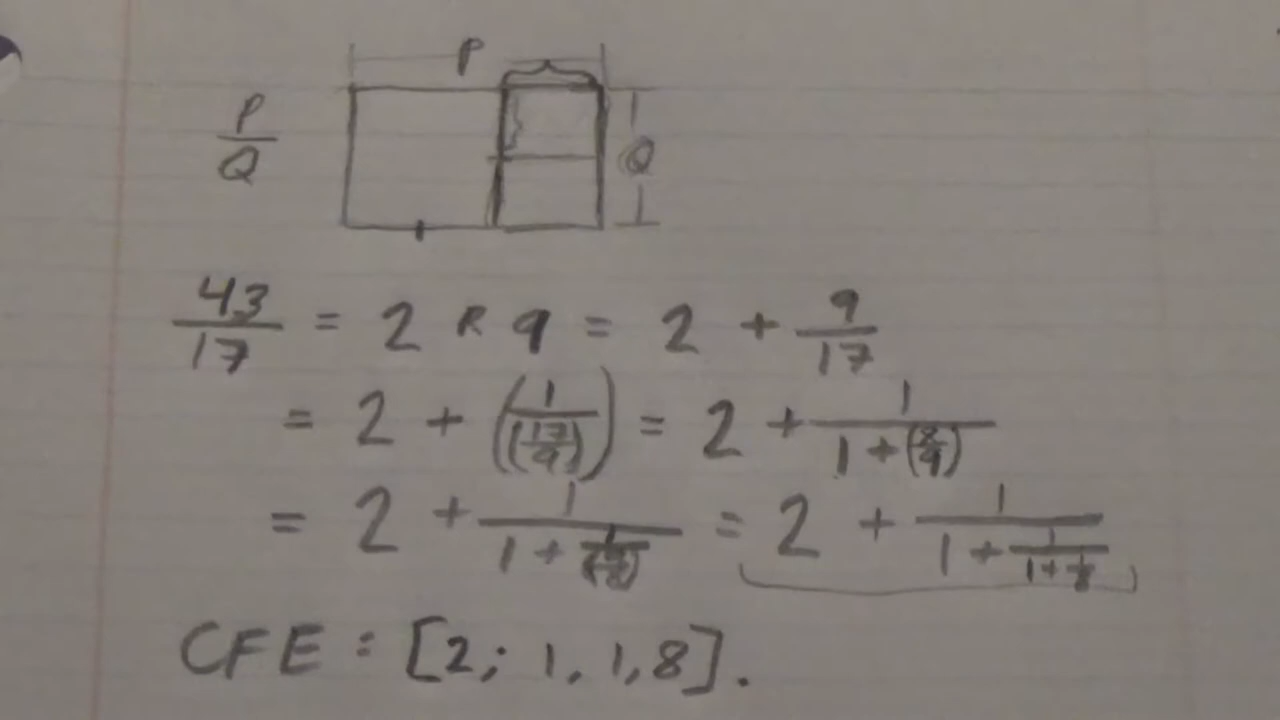 P
P/Q
Q
43/17 = 2 R 9 = 2 + 9/17
= 2 + (1/(17/9)) = 2 + 1/(1 + (8/9))
= 2 + 1/(1 + 1/(9/8)) = 2 + 1/(1 + 1/(1 + 1/8))
CFE : [2; 1, 1, 8].